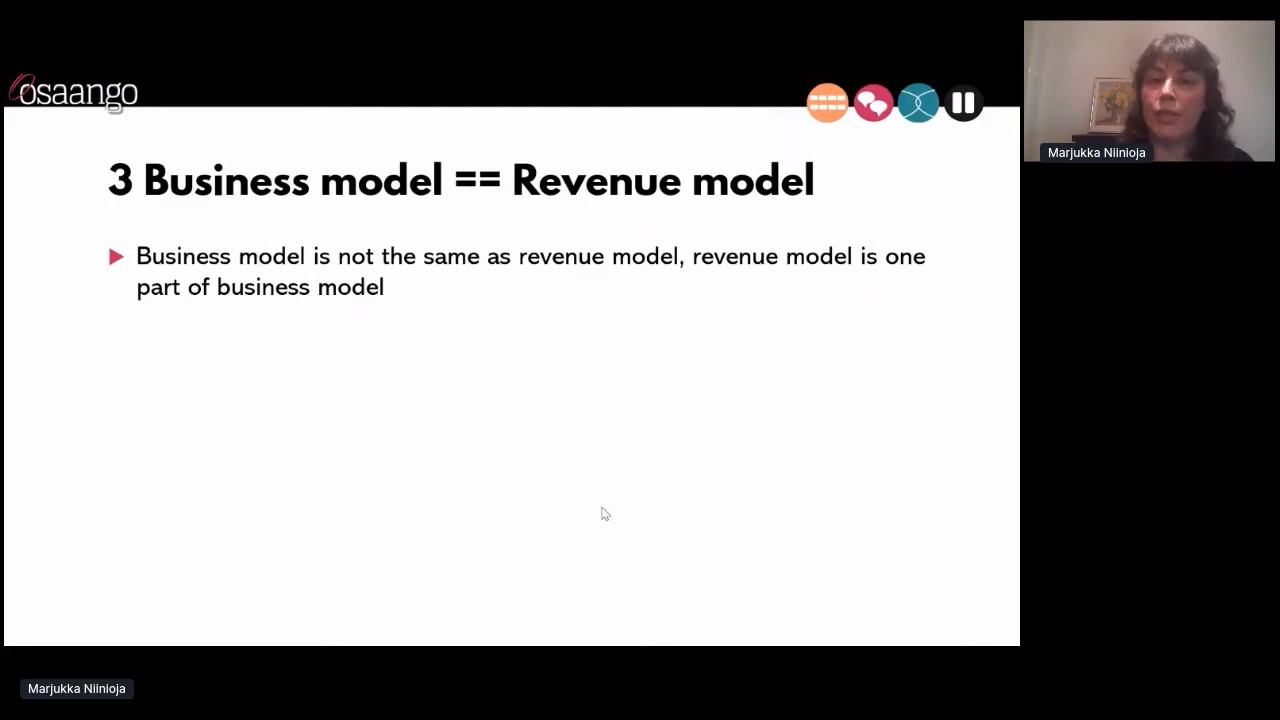 osaango
3 Business model == Revenue model
Business model is not the same as revenue model, revenue model is one
part of business model
Marjukka Niinioja
Marjukka Niinioja